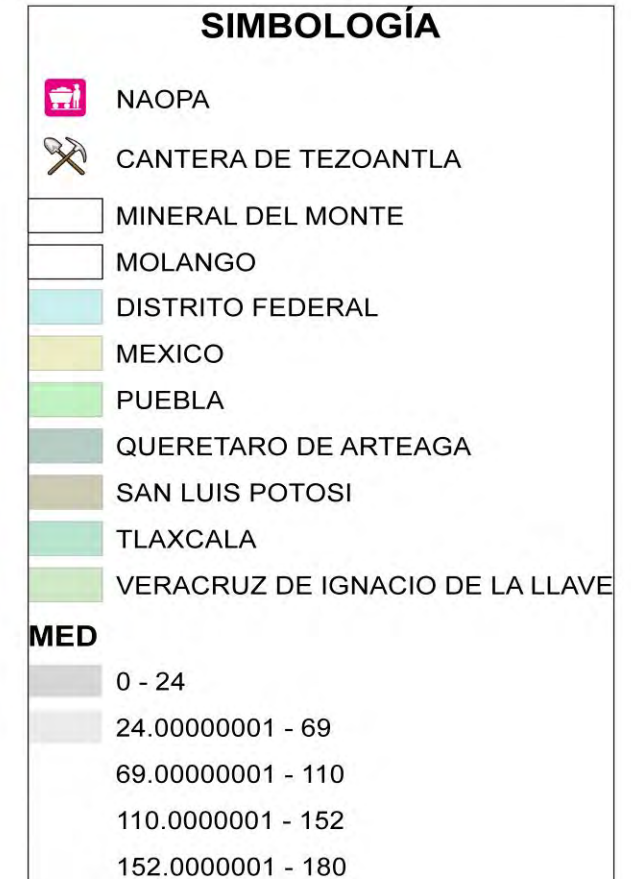 SIMBOLOGÍA
NAOPA
CANTERA DE TEZOANTLA
MINERAL DEL MONTE
MOLANGO
DISTRITO FEDERAL
MEXICO
PUEBLA
QUERETARO DE ARTEAGA
SAN LUIS POTOSI
TLAXCALA
VERACRUZ DE IGNACIO DE LA LLAVE
MED
0 - 24
24.00000001 - 69
69.00000001 - 110
110.0000001 - 152
152.0000001 - 180